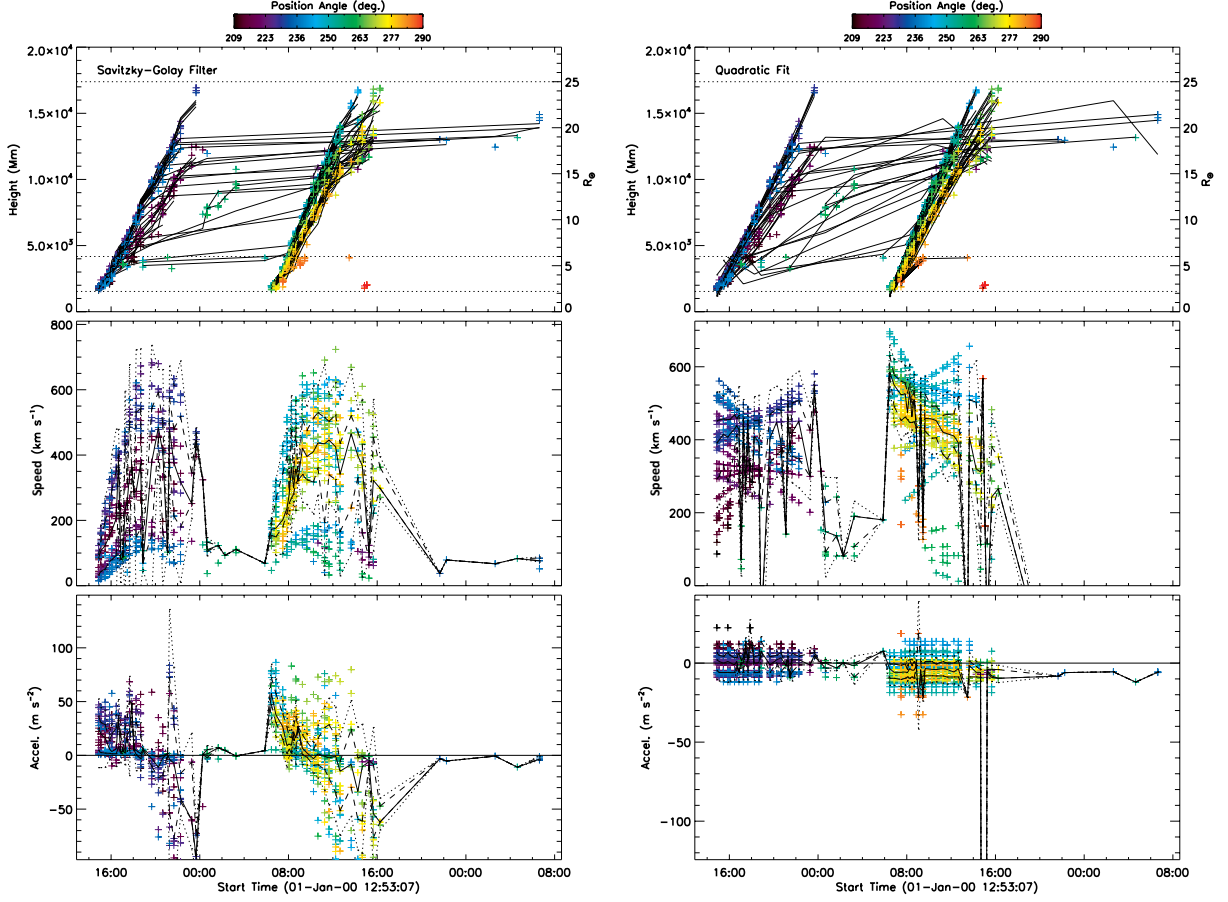 Position Angle (deg.)
209 223 236 250 263 277 290
2.0×10⁴
1.5×10⁴
1.0×10⁴
5.0×10³
0
Height (Mm)
Savitzky-Golay Filter
25
20
15
10
5
0
R⊙
800
600
400
200
0
Speed (km s⁻¹)
100
50
0
−50
Accel. (m s⁻²)
16:00 00:00 08:00 16:00 00:00 08:00
Start Time (01-Jan-00 12:53:07)
Position Angle (deg.)
209 223 236 250 263 277 290
2.0×10⁴
1.5×10⁴
1.0×10⁴
5.0×10³
0
Height (Mm)
Quadratic Fit
25
20
15
10
5
0
R⊙
600
400
200
0
Speed (km s⁻¹)
0
−50
−100
Accel. (m s⁻²)
16:00 00:00 08:00 16:00 00:00 08:00
Start Time (01-Jan-00 12:53:07)